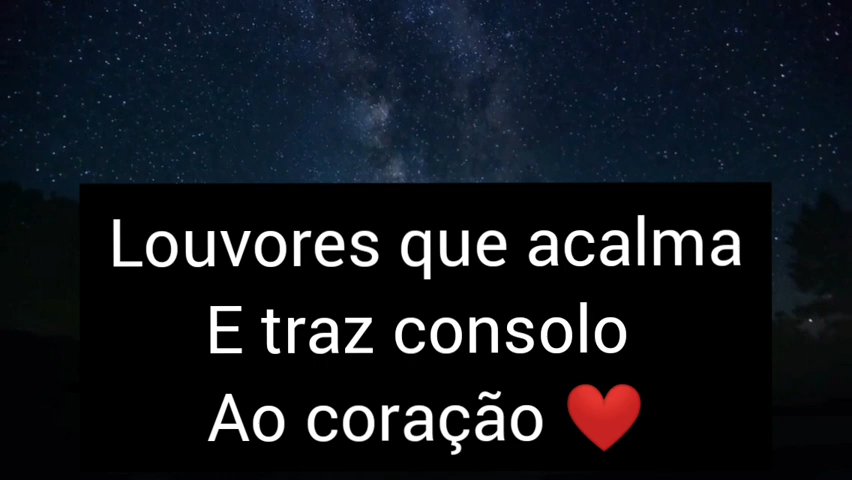 Louvores que acalma
E traz consolo
Ao coração ❤️